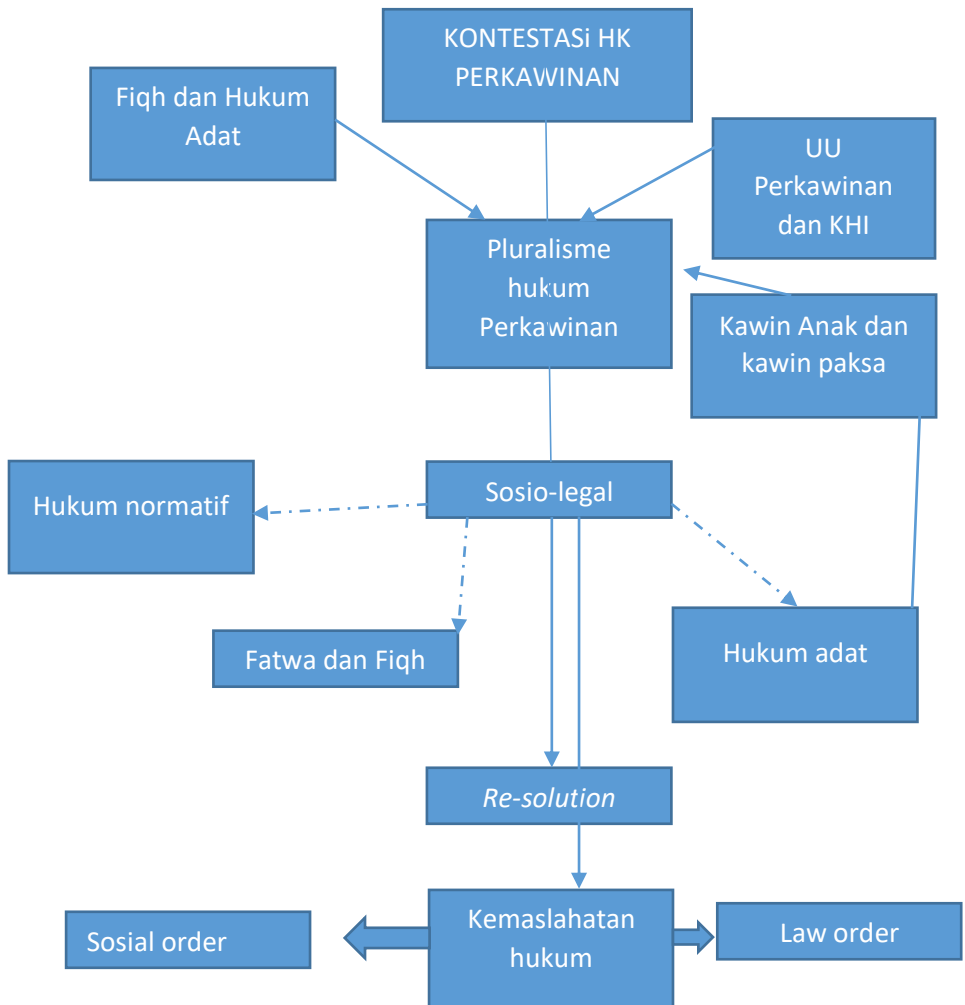 KONTESTASi HK
PERKAWINAN
Fiqh dan Hukum
Adat
UU
Perkawinan
dan KHI
Pluralisme
hukum
Perkawinan
Kawin Anak dan
kawin paksa
Hukum normatif
Sosio-legal
Fatwa dan Fiqh
Hukum adat
Re-solution
Kemaslahatan
hukum
Sosial order
Law order